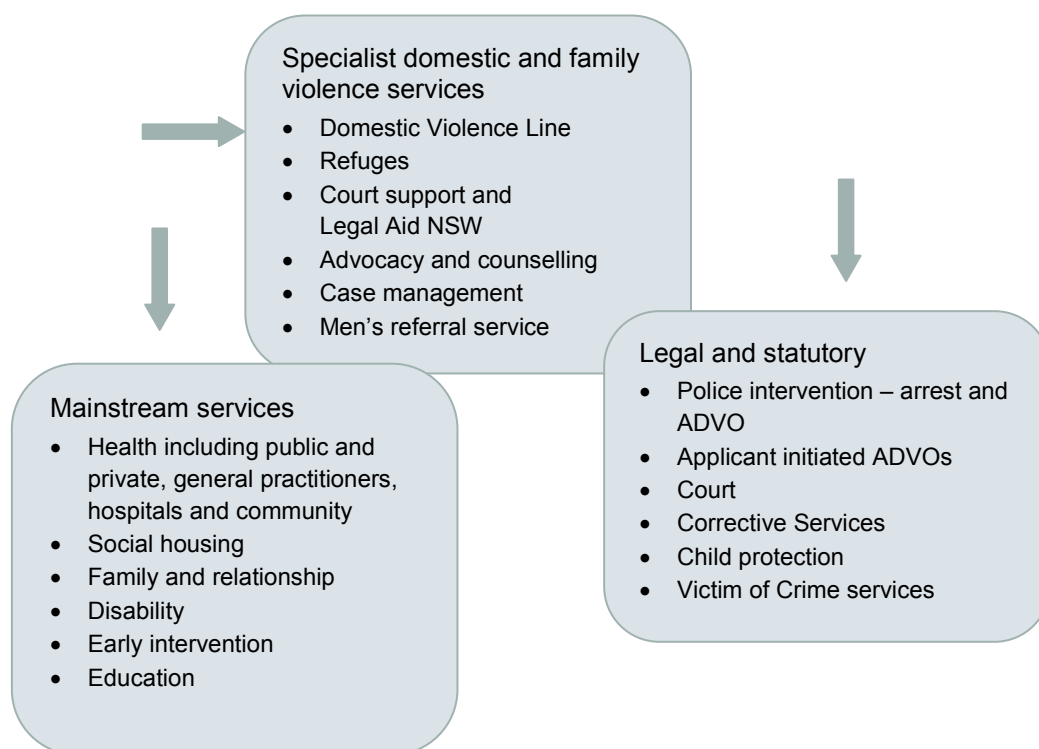 Specialist domestic and family
violence services
• Domestic Violence Line
• Refuges
• Court support and
Legal Aid NSW
• Advocacy and counselling
• Case management
• Men’s referral service
Mainstream services
• Health including public and
private, general practitioners,
hospitals and community
• Social housing
• Family and relationship
• Disability
• Early intervention
• Education
Legal and statutory
• Police intervention – arrest and
ADVO
• Applicant initiated ADVOs
• Court
• Corrective Services
• Child protection
• Victim of Crime services